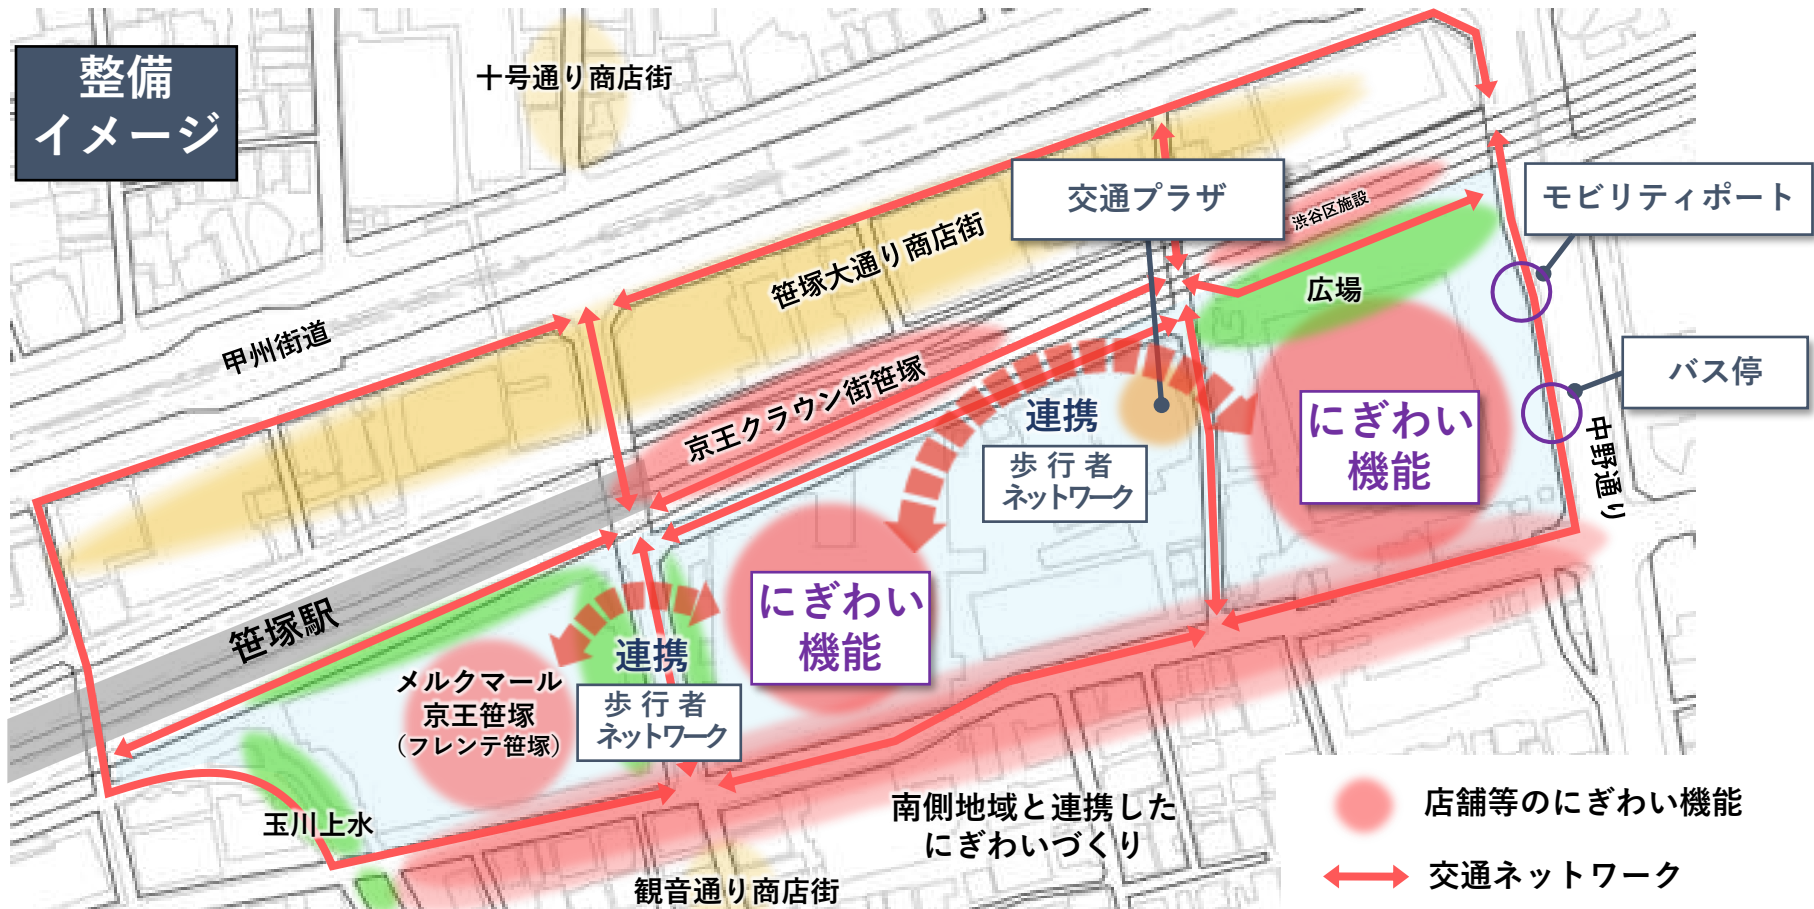 整備
イメージ
十号通り商店街
交通プラザ
モビリティポート
渋谷区施設
笹塚大通り商店街
広場
甲州街道
バス停
京王クラウン街笹塚
連携
歩行者
ネットワーク
にぎわい
機能
中野通り
笹塚駅
にぎわい
機能
連携
歩行者
ネットワーク
メルクマール
京王笹塚
（フレンテ笹塚）
玉川上水
南側地域と連携した
にぎわいづくり
観音通り商店街
店舗等のにぎわい機能
交通ネットワーク